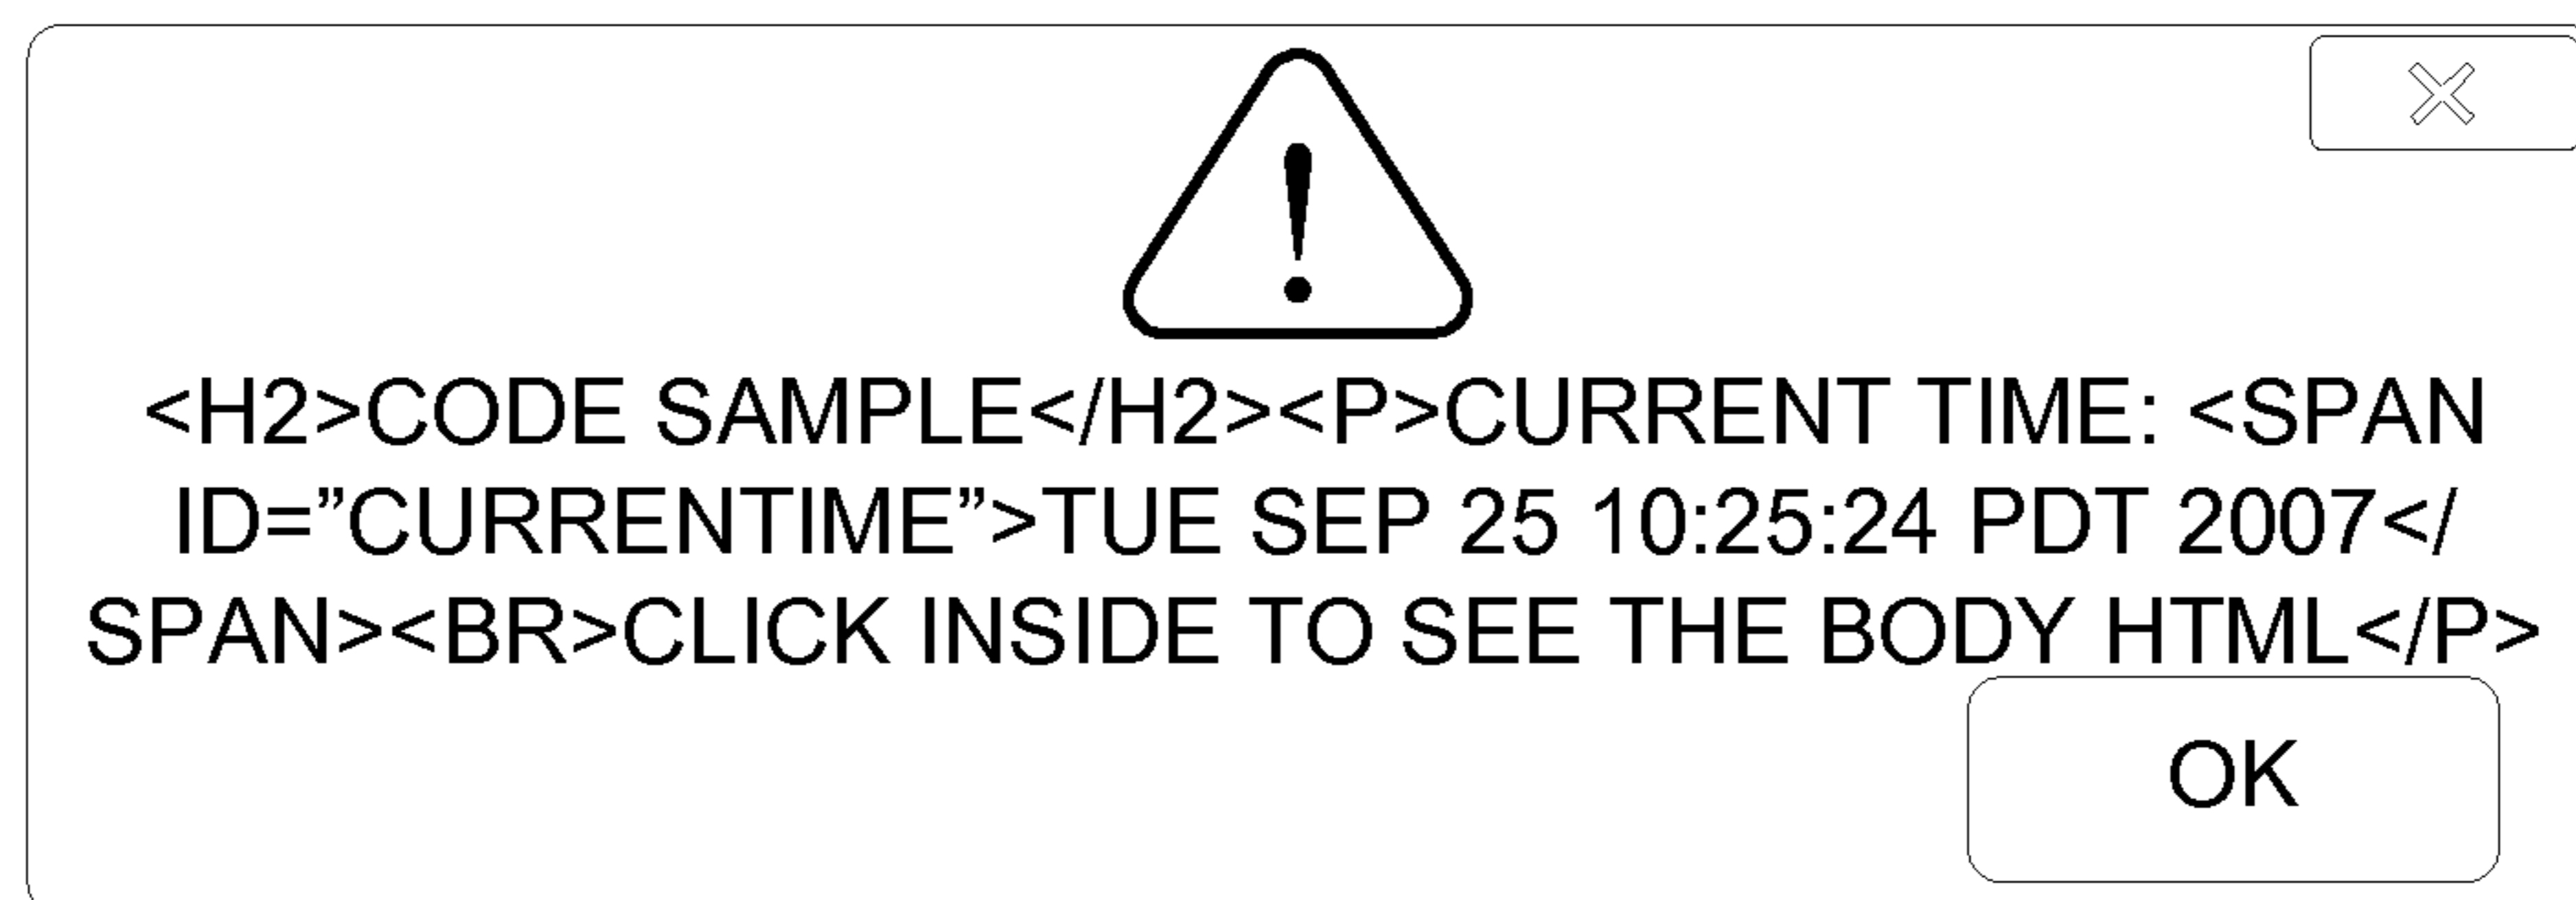 <H2>CODE SAMPLE</H2><P>CURRENT TIME: <SPAN
ID=”CURRENTIME”>TUE SEP 25 10:25:24 PDT 2007</
SPAN><BR>CLICK INSIDE TO SEE THE BODY HTML</P>
OK